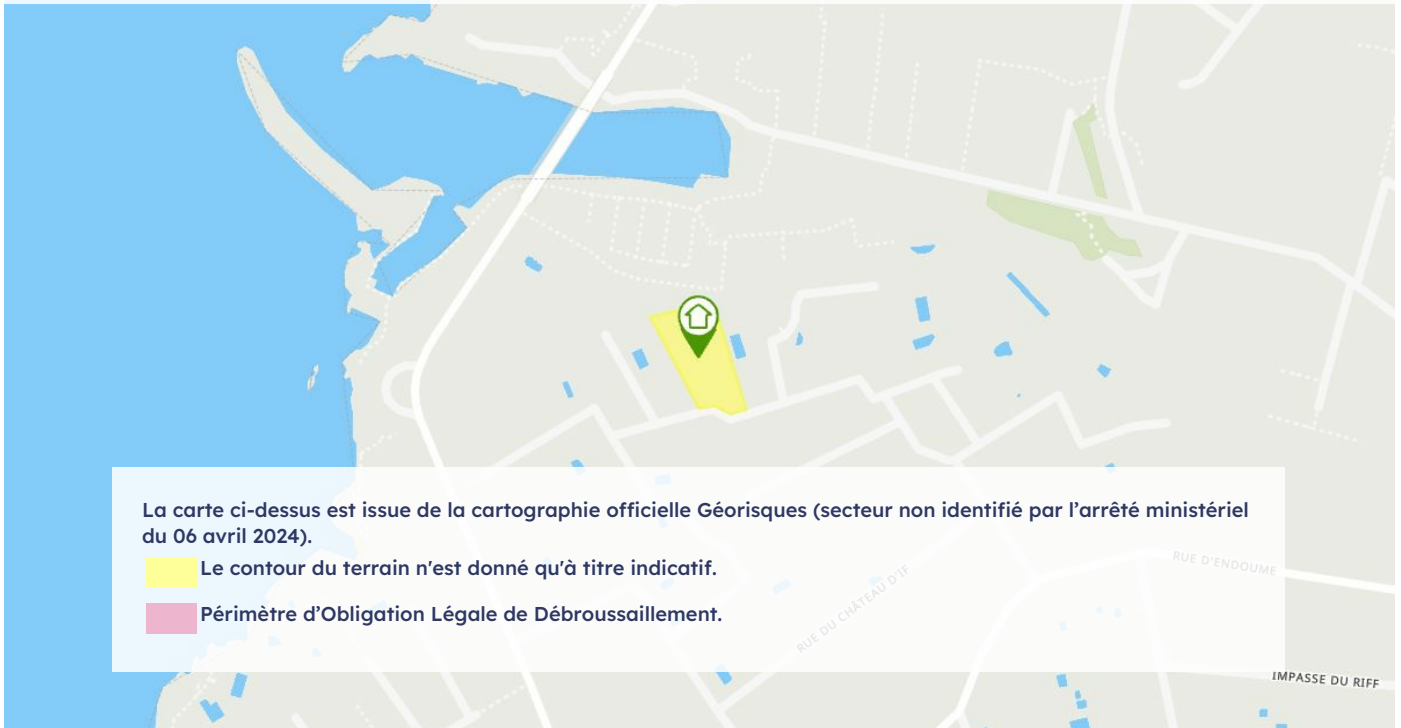 La carte ci-dessus est issue de la cartographie officielle Géorisques (secteur non identifié par l’arrêté ministériel
du 06 avril 2024).
Le contour du terrain n'est donné qu'à titre indicatif.
RUE D'ENDOUME
Périmètre d’Obligation Légale de Débroussaillement.
RUE DU CHÂTEAU D'IF
IMPASSE DU RIFF